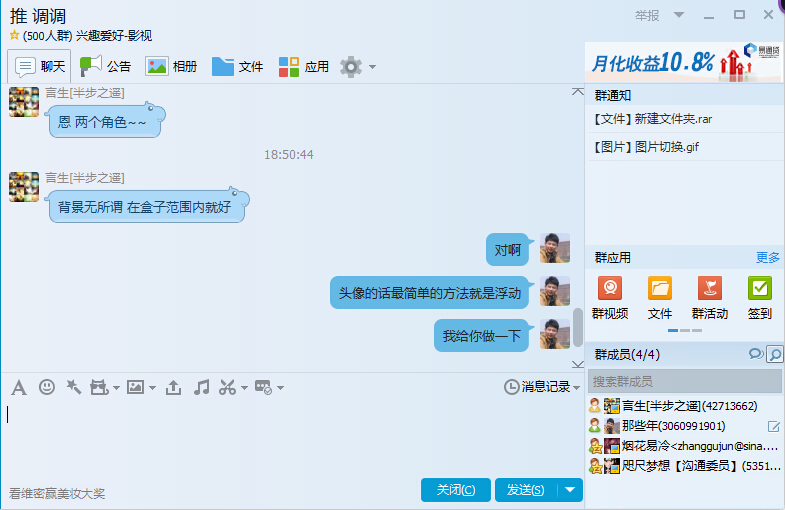 推 调调
(500人群) 兴趣爱好-影视
举报
聊天
公告
相册
文件
应用
言生[半步之遥]
恩 两个角色~~
18:50:44
言生[半步之遥]
背景无所谓 在盒子范围内就好
对啊
头像的话最简单的方法就是浮动
我给你做一下
消息记录
看维密赢美妆大奖
关闭(C)
发送(S)
月化收益10.8%
易通贷
群通知
【文件】新建文件夹.rar
【图片】图片切换.gif
群应用
更多
群视频
文件
群活动
签到
群成员(4/4)
搜索群成员
言生[半步之遥](42713662)
那些年(3060991901)
烟花易冷<zhanggujun@sina....
咫尺梦想【沟通委员】(5351...